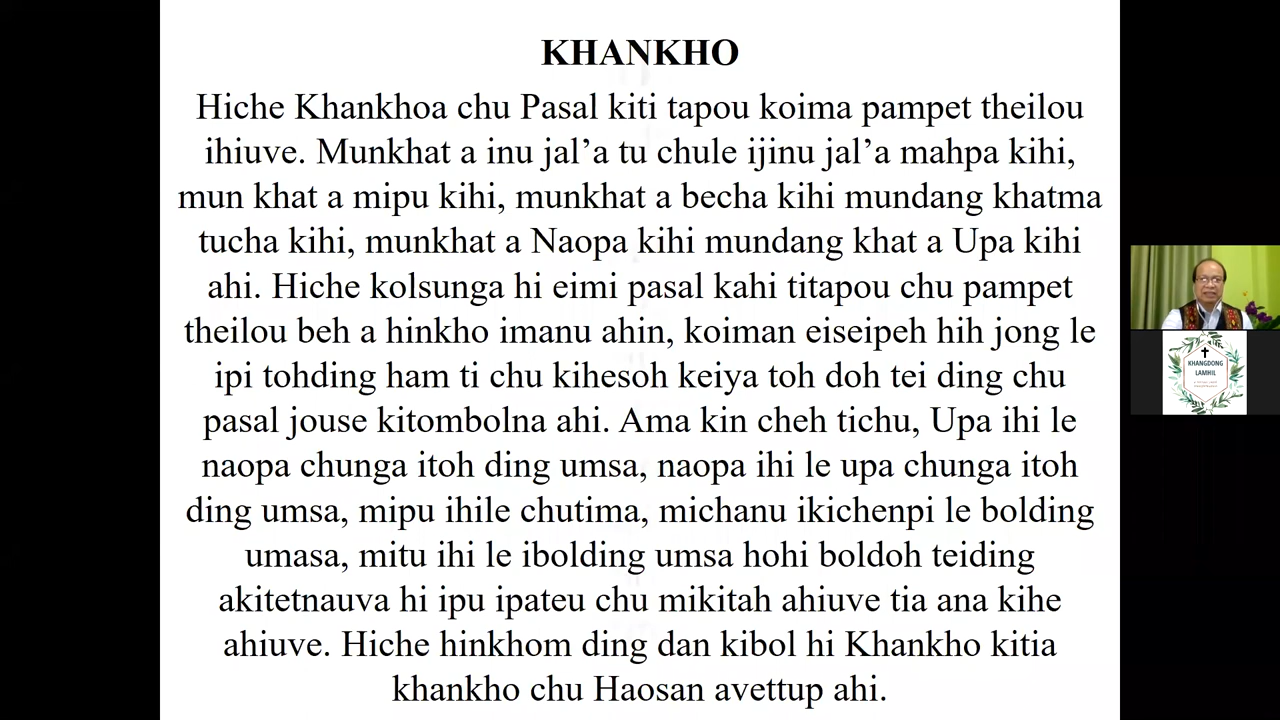 KHANKHO
Hiche Khankhoa chu Pasal kiti tapou koima pampet theilou
ihiuve. Munkhat a inu jal’a tu chule ijinu jal’a mahpa kihi,
mun khat a mipu kihi, munkhat a becha kihi mundang khatma
tucha kihi, munkhat a Naopa kihi mundang khat a Upa kihi
ahi. Hiche kolsunga hi eimi pasal kahi titapou chu pampet
theilou beh a hinkho imanu ahin, koiman eiseipeh hih jong le
ipi tohding ham ti chu kihesoh keiya toh doh tei ding chu
pasal jouse kitombolna ahi. Ama kin cheh tichu, Upa ihi le
naopa chunga itoh ding umsa, naopa ihi le upa chunga itoh
ding umsa, mipu ihile chutima, michanu ikichenpi le bolding
umasa, mitu ihi le ibolding umsa hohi boldoh teiding
akitetnauva hi ipu ipateu chu mikitah ahiuve tia ana kihe
ahiuve. Hiche hinkhom ding dan kibol hi Khankho kitia
khankho chu Haosan avettup ahi.
KHANGDONG
LAMHIL